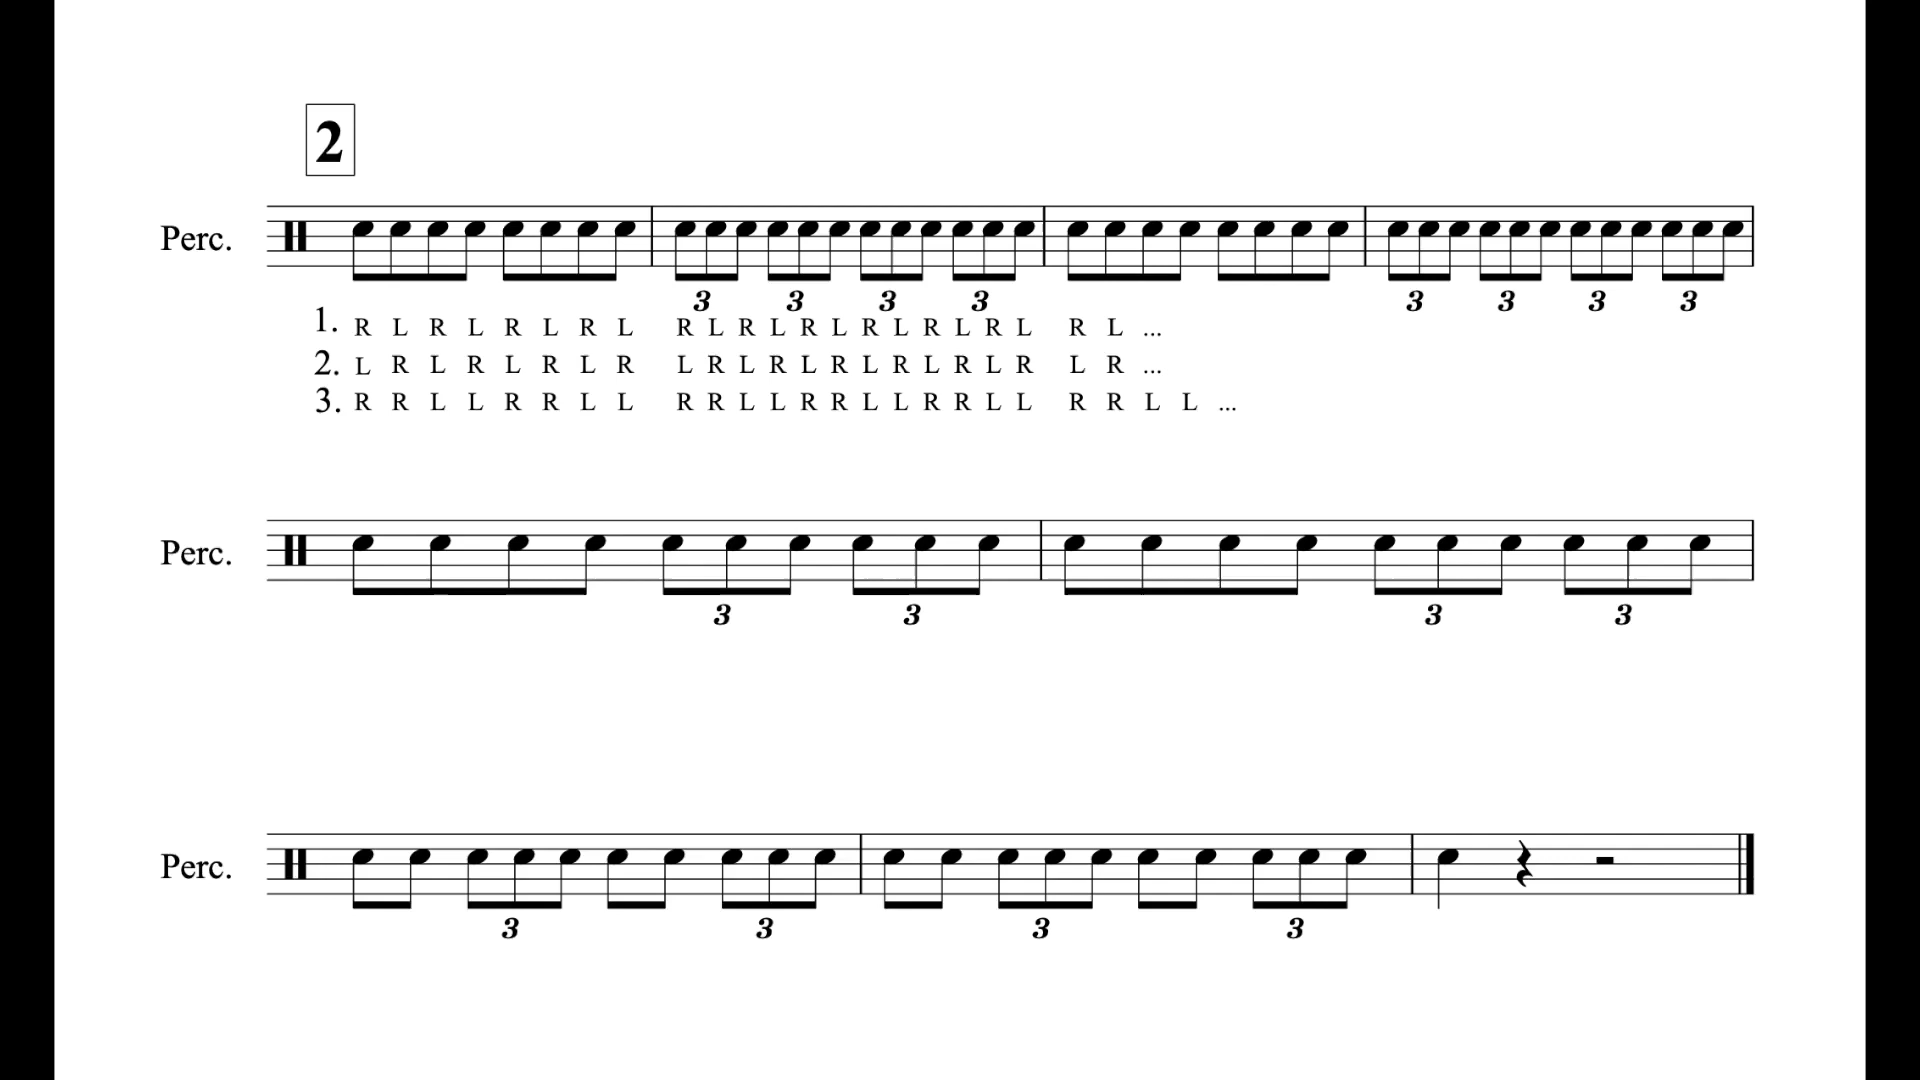 2
Perc.
3 3 3 3 3 3 3 3
1. R L R L R L R L R L R L R L R L R L R L R L ...
2. L R L R L R L R L R L R L R L R L R L R L R ...
3. R R L L R R L L R R L L R R L L R R L L R R L L ...
Perc.
3 3 3 3
Perc.
3 3 3 3